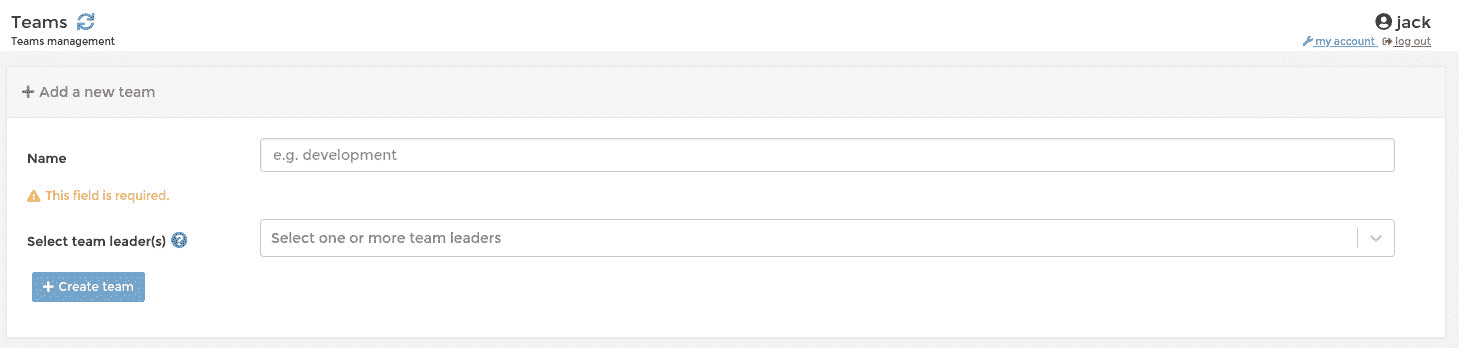 Teams
jack
Teams management
my account log out
Add a new team
Name
e.g. development
This field is required.
Select team leader(s)
Select one or more team leaders
Create team